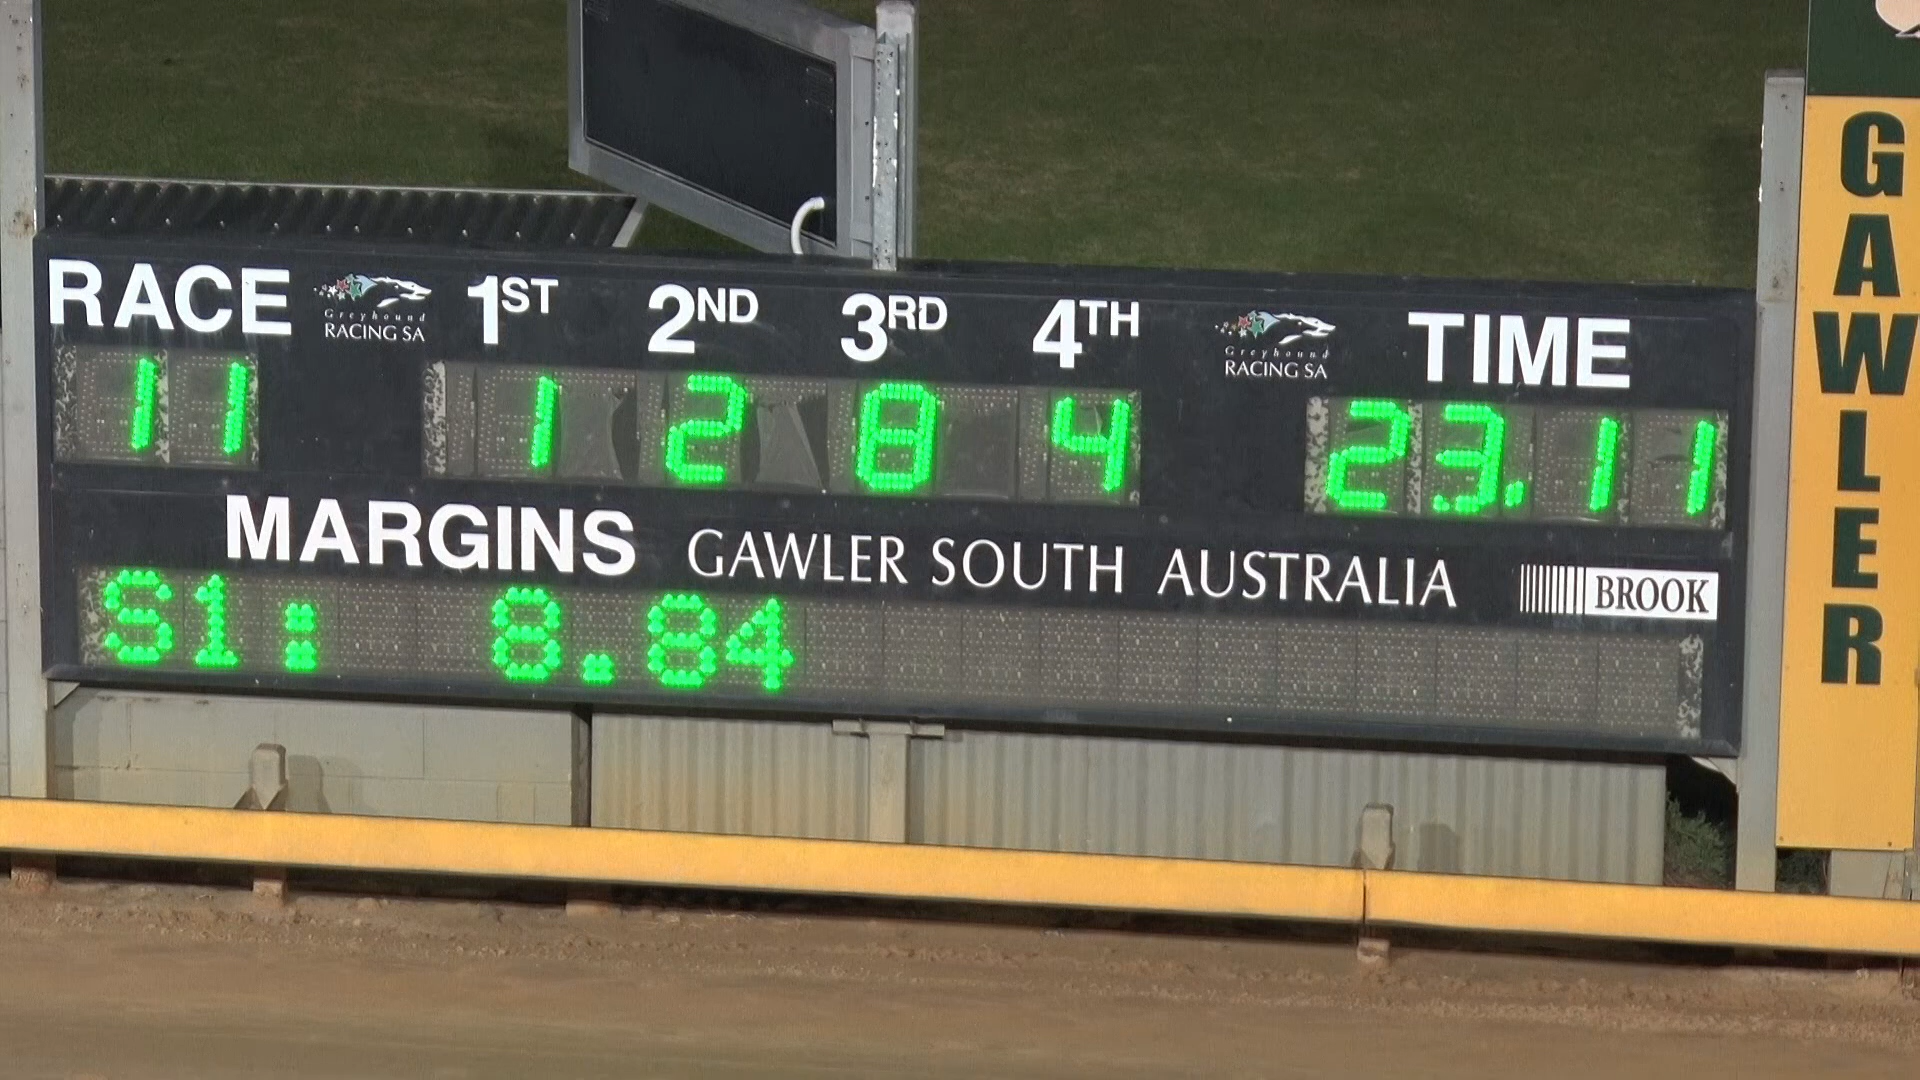 RACE Greyhound RACING SA 1ST 2ND 3RD 4TH Greyhound RACING SA TIME
11 1 2 8 4 23.11
MARGINS GAWLER SOUTH AUSTRALIA BROOK
S1: 8.84
GAWLER